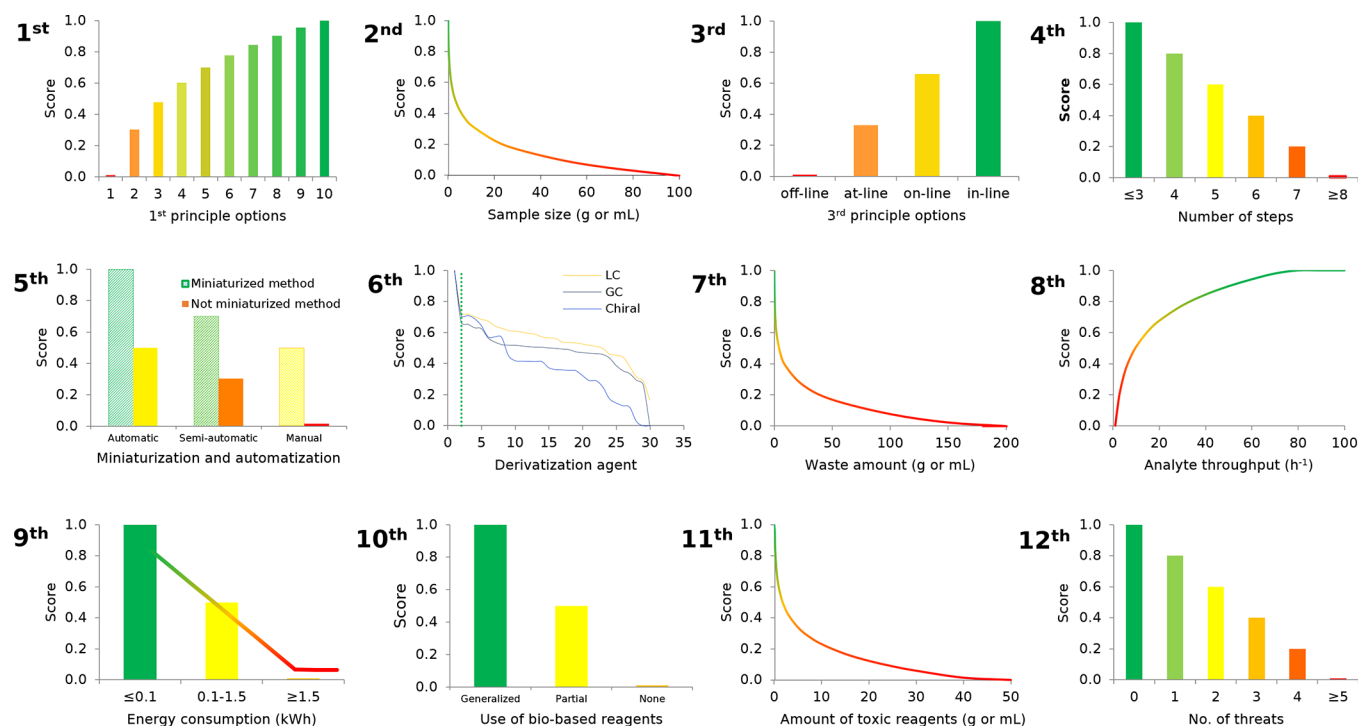 1st
1.0
0.8
0.6
0.4
0.2
0.0
Score
1 2 3 4 5 6 7 8 9 10
1st principle options
2nd
1.0
0.8
0.6
0.4
0.2
0.0
Score
0 20 40 60 80 100
Sample size (g or mL)
3rd
1.0
0.8
0.6
0.4
0.2
0.0
Score
off-line at-line on-line in-line
3rd principle options
4th
1.0
0.8
0.6
0.4
0.2
0.0
Score
≤3 4 5 6 7 ≥8
Number of steps
5th
1.0
0.8
0.6
0.4
0.2
0.0
Score
Miniaturized method
Not miniaturized method
Automatic Semi-automatic Manual
Miniaturization and automatization
6th
1.0
0.8
0.6
0.4
0.2
0.0
Score
LC
GC
Chiral
0 5 10 15 20 25 30 35
Derivatization agent
7th
1.0
0.8
0.6
0.4
0.2
0.0
Score
0 50 100 150 200
Waste amount (g or mL)
8th
1.0
0.8
0.6
0.4
0.2
0.0
Score
0 20 40 60 80 100
Analyte throughput (h-1)
9th
1.0
0.8
0.6
0.4
0.2
0.0
Score
≤0.1 0.1-1.5 ≥1.5
Energy consumption (kWh)
10th
1.0
0.8
0.6
0.4
0.2
0.0
Score
Generalized Partial None
Use of bio-based reagents
11th
1.0
0.8
0.6
0.4
0.2
0.0
Score
0 10 20 30 40 50
Amount of toxic reagents (g or mL)
12th
1.0
0.8
0.6
0.4
0.2
0.0
Score
0 1 2 3 4 ≥5
No. of threats